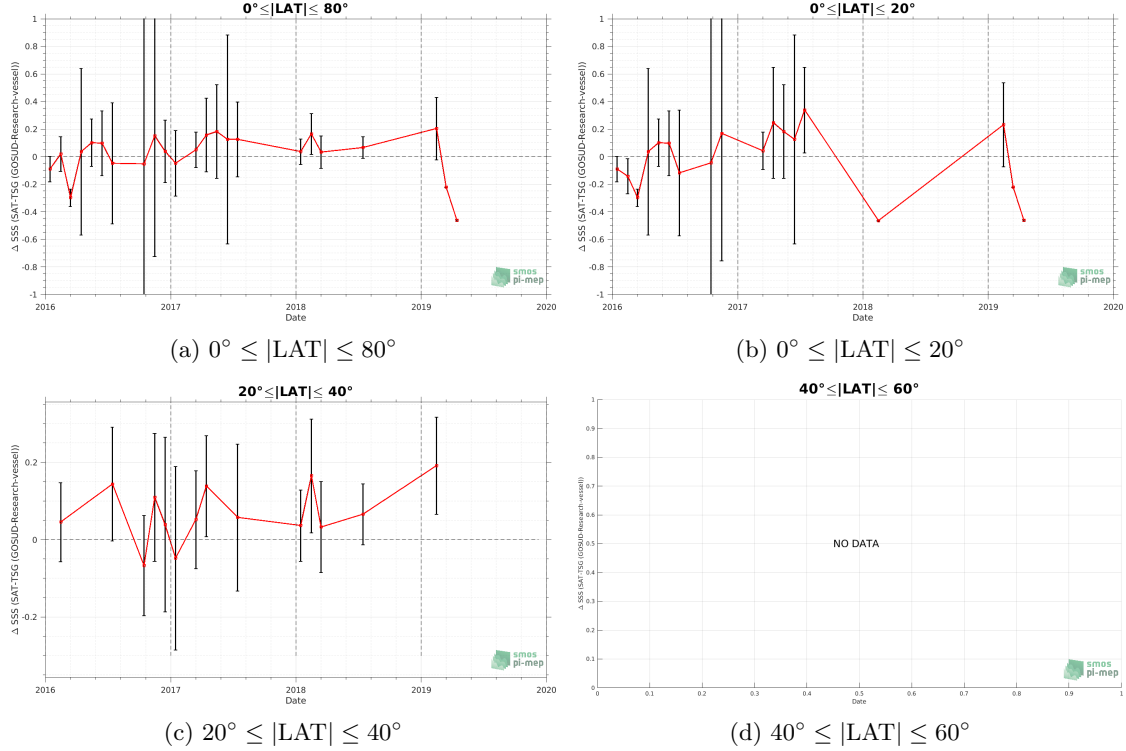 0°≤|LAT|≤ 80°
Δ SSS (SAT-TSG (GOSUD-Research-vessel))
1
0.8
0.6
0.4
0.2
0
-0.2
-0.4
-0.6
-0.8
-1
2016 2017 2018 2019 2020
Date
smos
pi-mep
(a) 0° ≤ |LAT| ≤ 80°
0°≤|LAT|≤ 20°
Δ SSS (SAT-TSG (GOSUD-Research-vessel))
1
0.8
0.6
0.4
0.2
0
-0.2
-0.4
-0.6
-0.8
-1
2016 2017 2018 2019 2020
Date
smos
pi-mep
(b) 0° ≤ |LAT| ≤ 20°
20°≤|LAT|≤ 40°
Δ SSS (SAT-TSG (GOSUD-Research-vessel))
0.2
0
-0.2
2016 2017 2018 2019 2020
Date
smos
pi-mep
(c) 20° ≤ |LAT| ≤ 40°
40°≤|LAT|≤ 60°
Δ SSS (SAT-TSG (GOSUD-Research-vessel))
1
0.9
0.8
0.7
0.6
0.5
0.4
0.3
0.2
0.1
0
NO DATA
0 0.1 0.2 0.3 0.4 0.5 0.6 0.7 0.8 0.9 1
Date
smos
pi-mep
(d) 40° ≤ |LAT| ≤ 60°